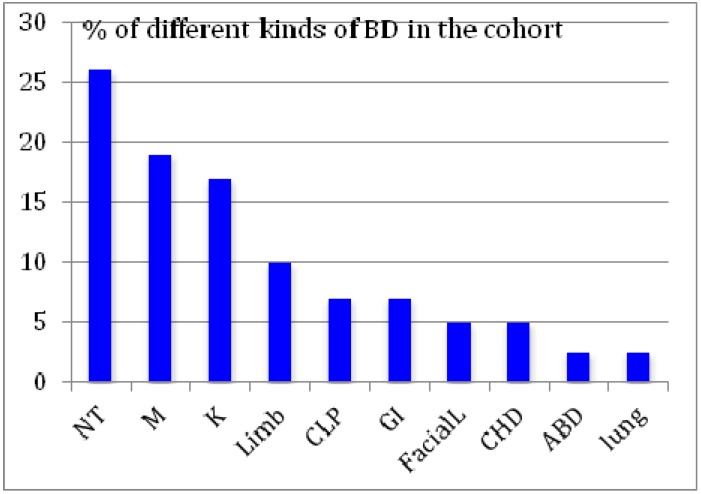 % of different kinds of BD in the cohort
30
25
20
15
10
5
0
NT
M
K
Limb
CLP
GI
FacialL
CHD
ABD
lung